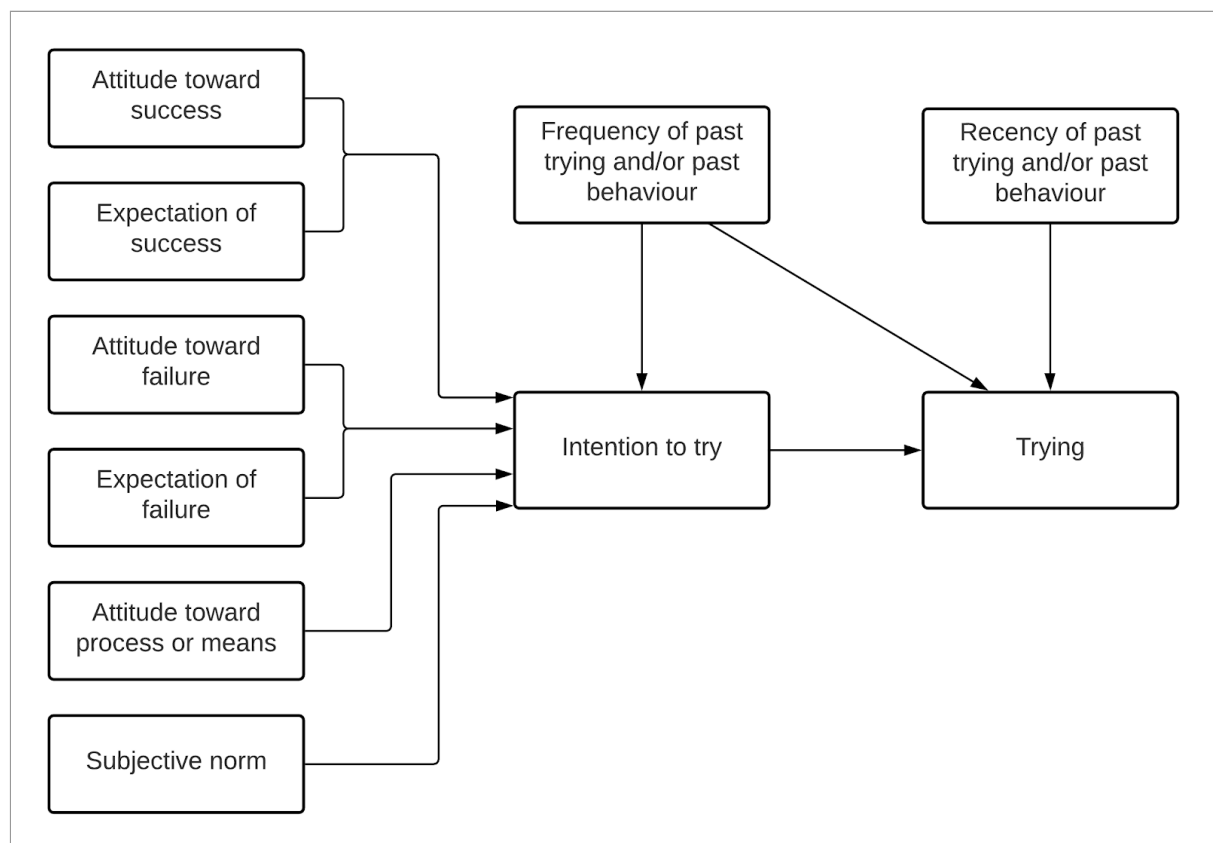 Attitude toward
success
Expectation of
success
Attitude toward
failure
Expectation of
failure
Attitude toward
process or means
Subjective norm
Frequency of past
trying and/or past
behaviour
Recency of past
trying and/or past
behaviour
Intention to try
Trying